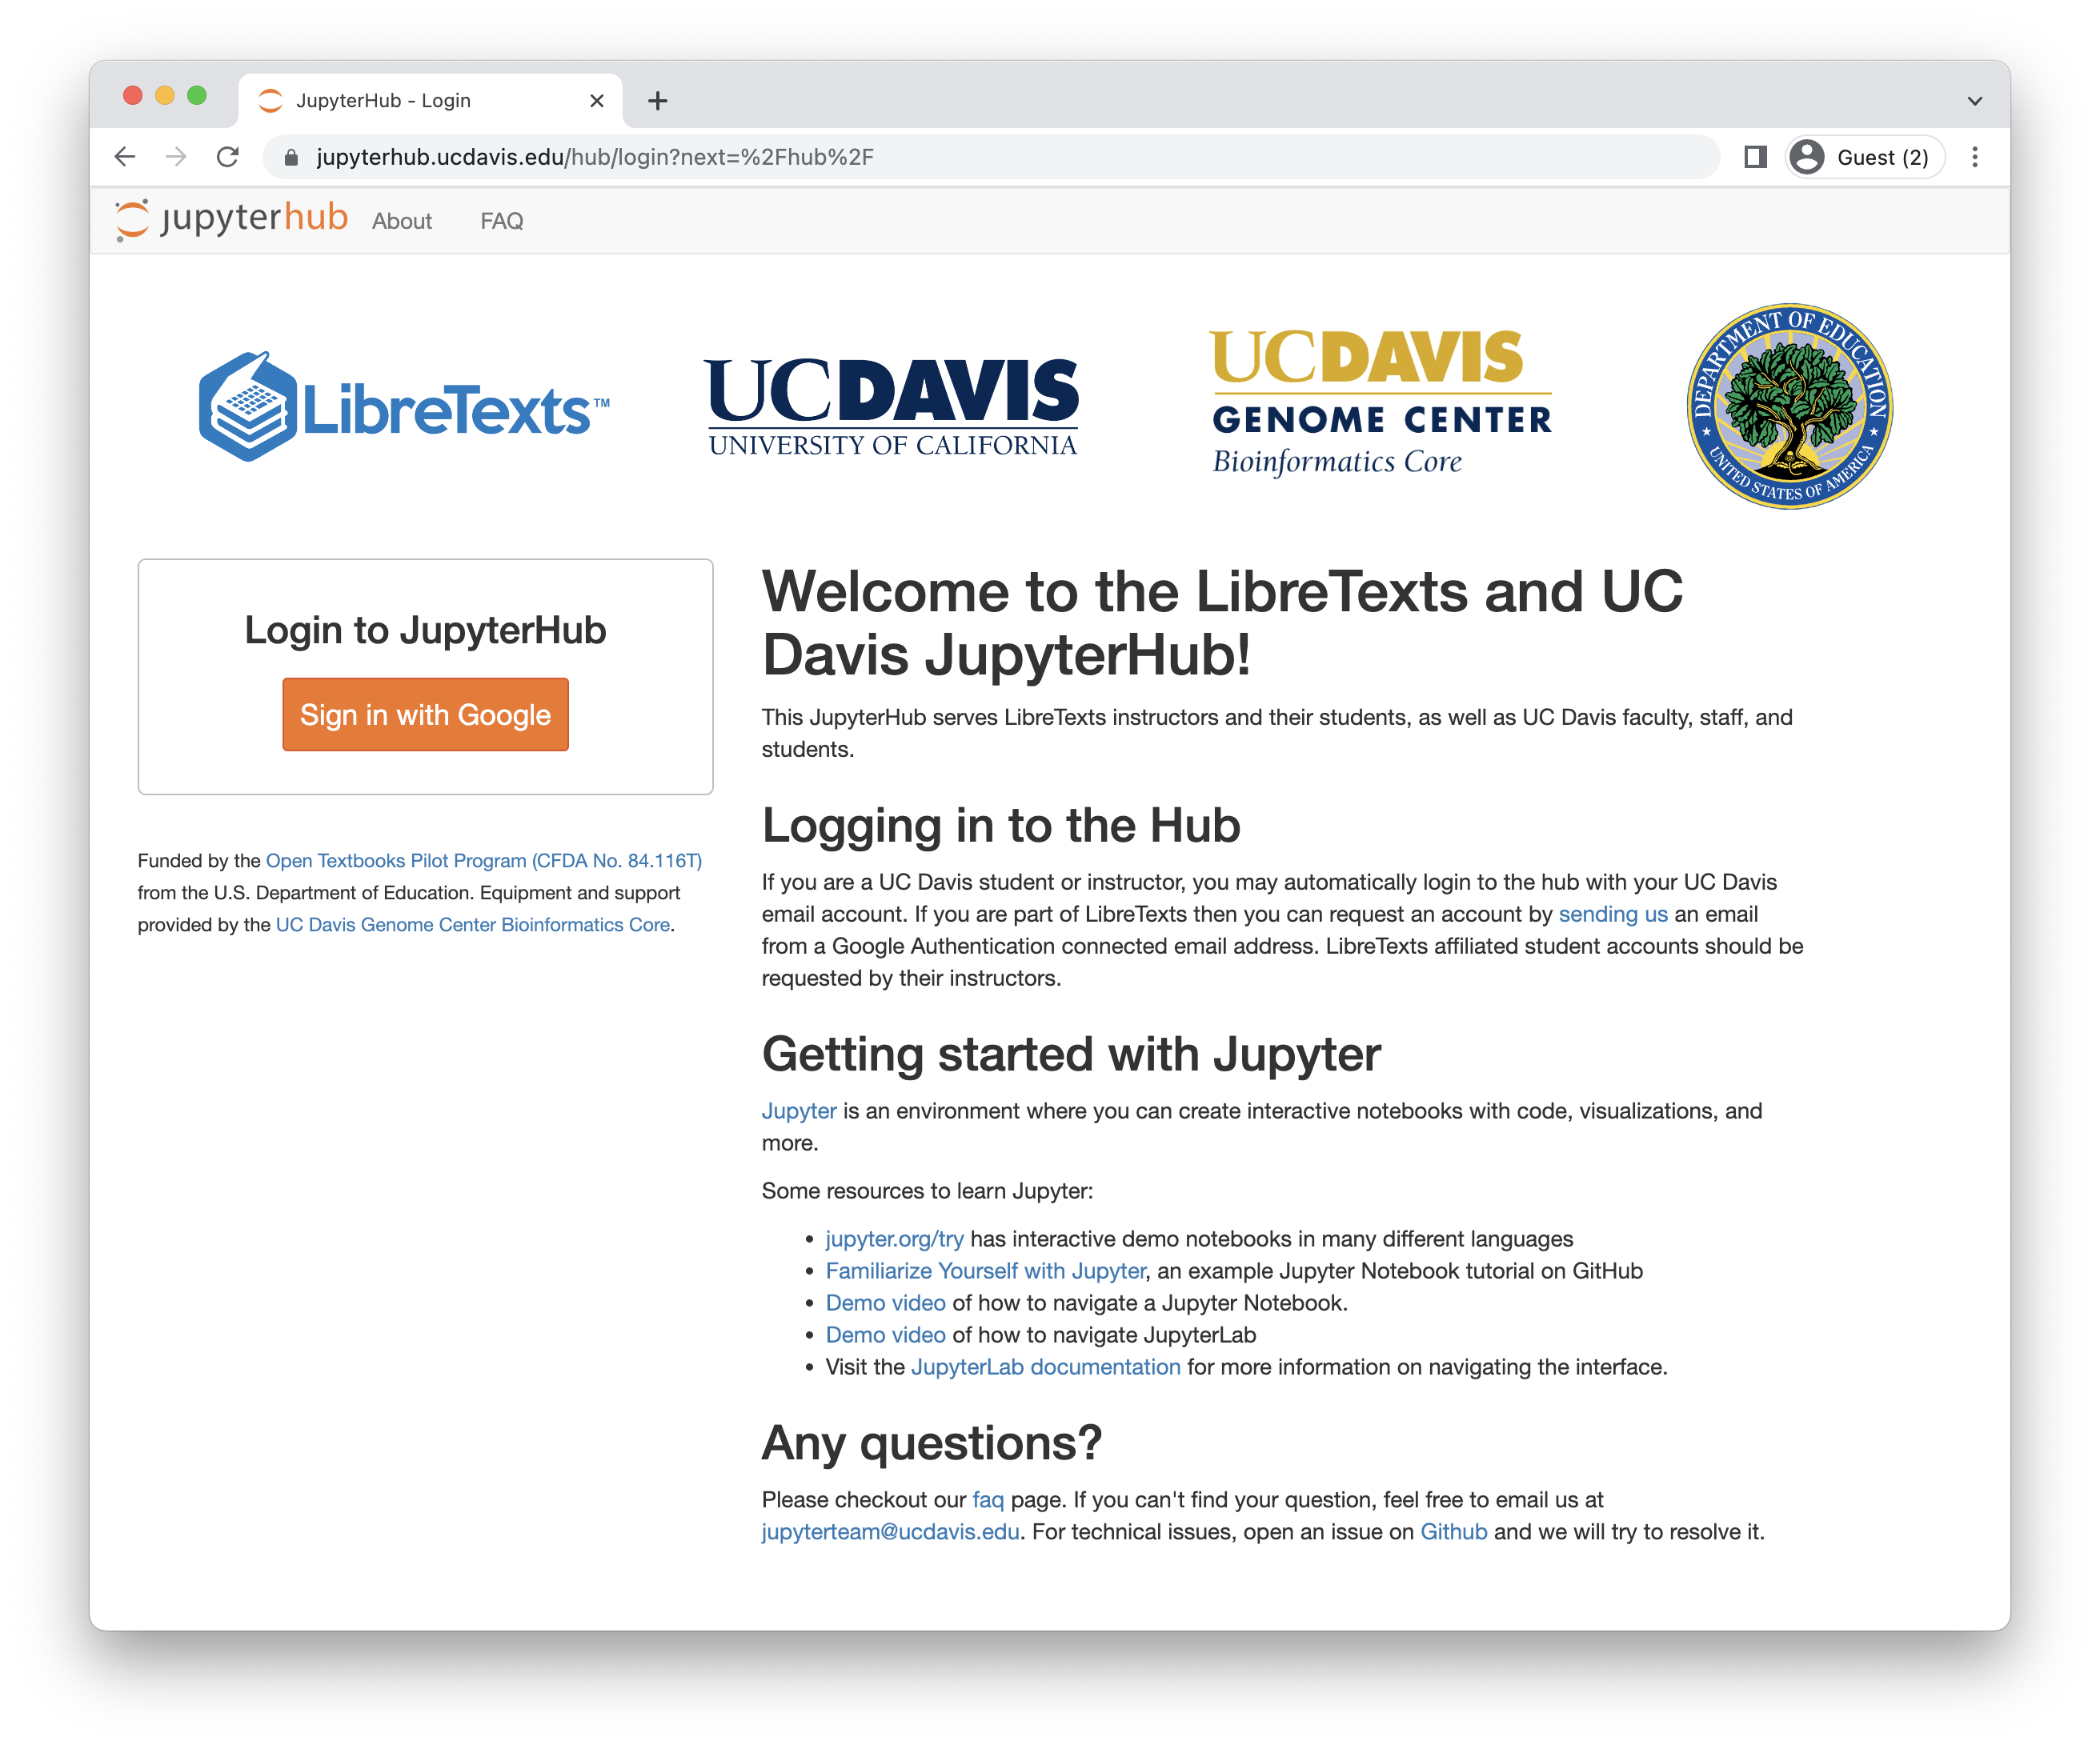 JupyterHub - Login
jupyterhub.ucdavis.edu/hub/login?next=%2Fhub%2F
Guest (2)
jupyterhub About FAQ
LibreTexts™
UCDAVIS
UNIVERSITY OF CALIFORNIA
UCDAVIS
GENOME CENTER
Bioinformatics Core
DEPARTMENT OF EDUCATION
UNITED STATES OF AMERICA
Login to JupyterHub
Sign in with Google
Funded by the Open Textbooks Pilot Program (CFDA No. 84.116T)
from the U.S. Department of Education. Equipment and support
provided by the UC Davis Genome Center Bioinformatics Core.
Welcome to the LibreTexts and UC
Davis JupyterHub!
This JupyterHub serves LibreTexts instructors and their students, as well as UC Davis faculty, staff, and
students.
Logging in to the Hub
If you are a UC Davis student or instructor, you may automatically login to the hub with your UC Davis
email account. If you are part of LibreTexts then you can request an account by sending us an email
from a Google Authentication connected email address. LibreTexts affiliated student accounts should be
requested by their instructors.
Getting started with Jupyter
Jupyter is an environment where you can create interactive notebooks with code, visualizations, and
more.
Some resources to learn Jupyter:
• jupyter.org/try has interactive demo notebooks in many different languages
• Familiarize Yourself with Jupyter, an example Jupyter Notebook tutorial on GitHub
• Demo video of how to navigate a Jupyter Notebook.
• Demo video of how to navigate JupyterLab
• Visit the JupyterLab documentation for more information on navigating the interface.
Any questions?
Please checkout our faq page. If you can't find your question, feel free to email us at
jupyterteam@ucdavis.edu. For technical issues, open an issue on Github and we will try to resolve it.